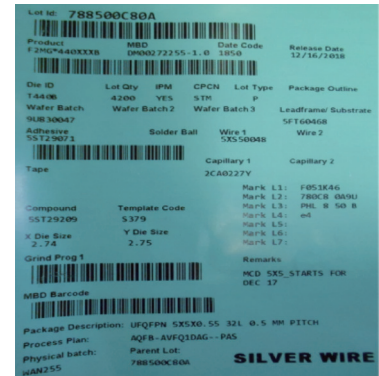 Lot Id: 788500C80A
Product MBD Date Code Release Date
F2MG*440XXXB DM00272255-1.0 1850 12/16/2018
Die ID Lot Qty IPM CPCN Lot Type Package Outline
T440B 4200 YES STM P
Wafer Batch Wafer Batch 2 Wafer Batch 3 Leadframe/ Substrate
9UB30047 5FT60468
Adhesive Solder Ball Wire 1 Wire 2
5ST29071 5XS50048
Capillary 1 Capillary 2
Tape 2CA0227Y
Mark L1: F051K46
Mark L2: 780C8 0A9U
Compound Template Code Mark L3: PHL 8 50 B
5ST29209 S379 Mark L4: e4
Mark L5:
X Die Size Y Die Size Mark L6:
2.74 2.75 Mark L7:
Grind Prog 1 Remarks
MCD 5X5_STARTS FOR
DEC 17
MBD Barcode
Package Description: UFQFPN 5X5X0.55 32L 0.5 MM PITCH
Process Plan: AQFB-AVFQ1DAG--PAS
Physical batch: Parent Lot:
WAN255 788500C80A SILVER WIRE